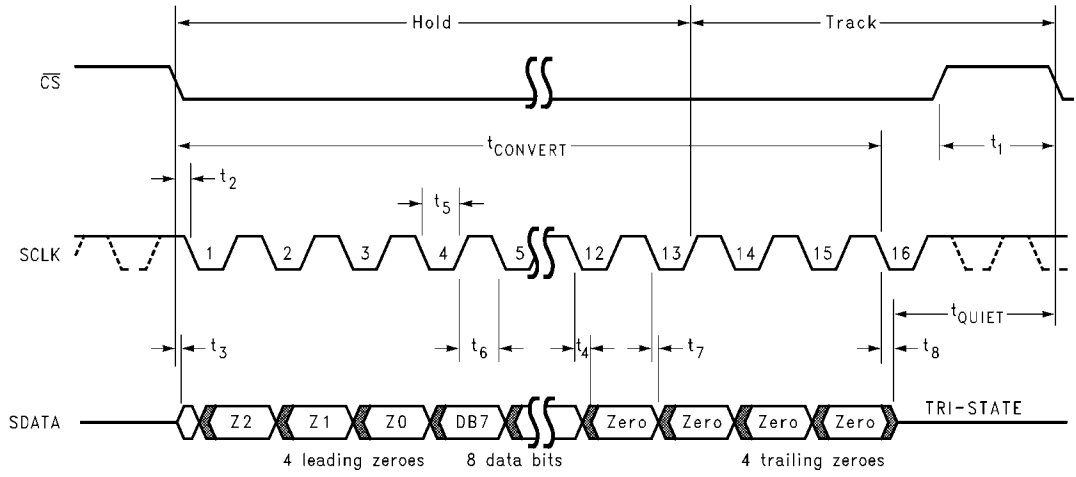 Hold Track
C̅S̅
tCONVERT t1
t2
t5
SCLK 1 2 3 4 5 12 13 14 15 16
tQUIET
t3 t6 t4 t7 t8
SDATA Z2 Z1 Z0 DB7 Zero Zero Zero Zero TRI-STATE
4 leading zeroes 8 data bits 4 trailing zeroes